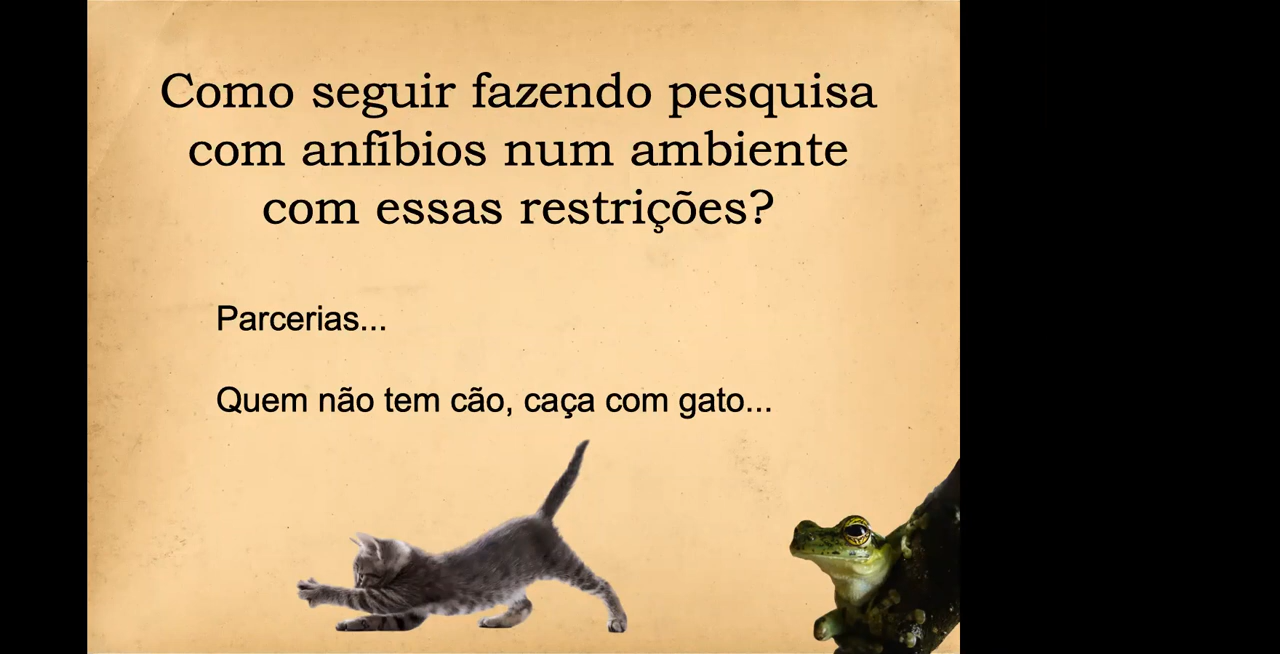 Como seguir fazendo pesquisa
com anfíbios num ambiente
com essas restrições?
Parcerias...
Quem não tem cão, caça com gato...